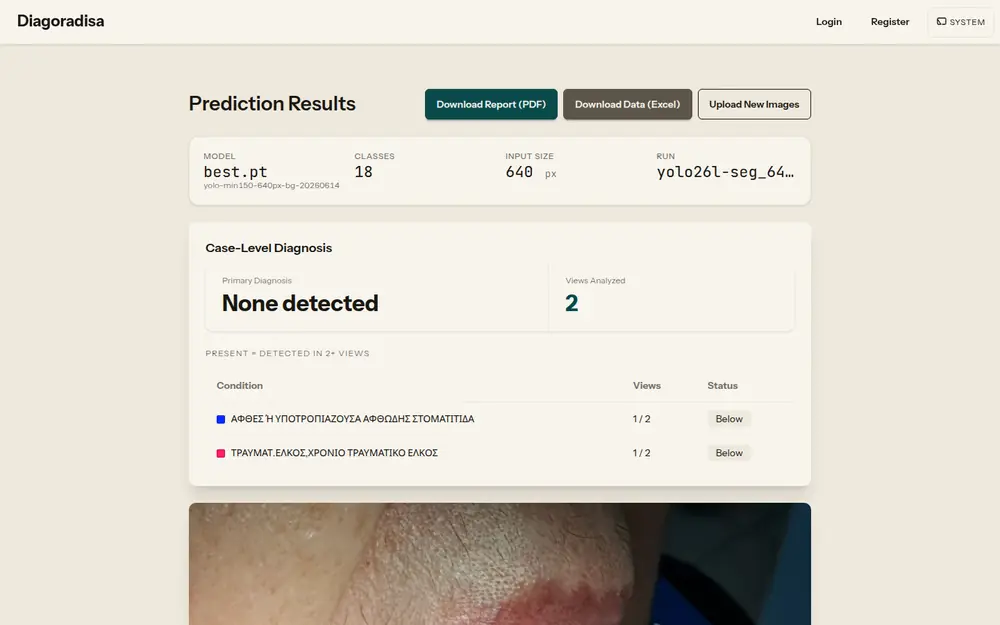 Diagoradisa
Login
Register
SYSTEM
Prediction Results
Download Report (PDF)
Download Data (Excel)
Upload New Images
MODEL
best.pt
yolo-min150-640px-bg-20260614
CLASSES
18
INPUT SIZE
640 px
RUN
yolo26l-seg_64…
Case-Level Diagnosis
Primary Diagnosis
None detected
Views Analyzed
2
PRESENT = DETECTED IN 2+ VIEWS
Condition Views Status
ΑΦΘΕΣ Ή ΥΠΟΤΡΟΠΙΑΖΟΥΣΑ ΑΦΘΩΔΗΣ ΣΤΟΜΑΤΙΤΙΔΑ 1 / 2 Below
ΤΡΑΥΜΑΤ.ΕΛΚΟΣ,ΧΡΟΝΙΟ ΤΡΑΥΜΑΤΙΚΟ ΕΛΚΟΣ 1 / 2 Below